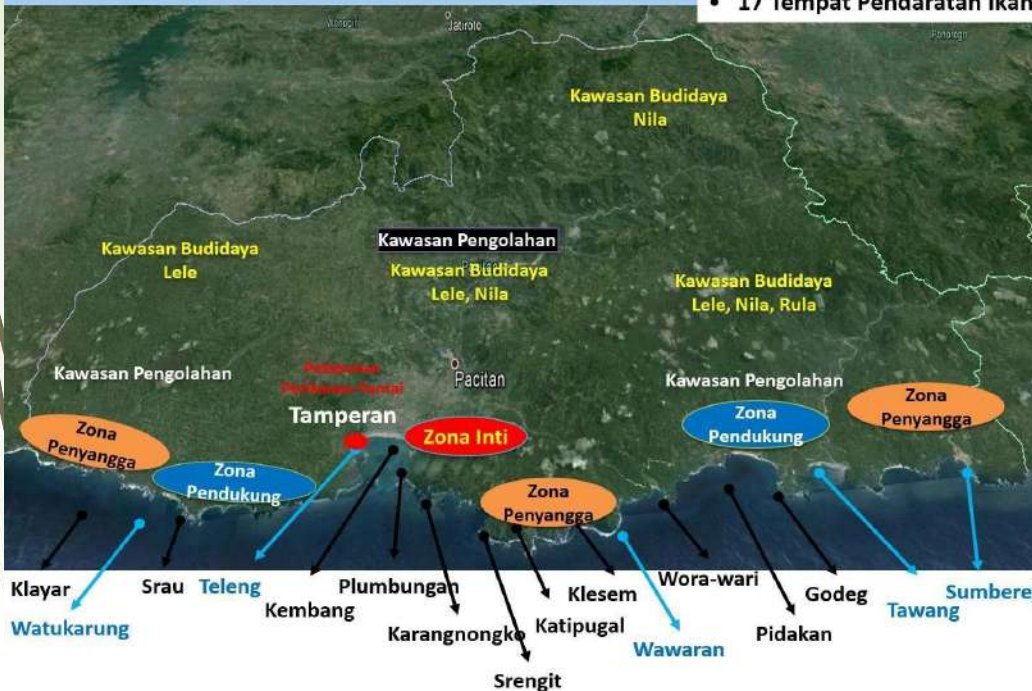 • 17 Tempat Pendaratan Ikan
Jatiroto
Kawasan Budidaya
Nila
Kawasan Budidaya
Lele
Kawasan Pengolahan
Kawasan Budidaya
Lele, Nila
Kawasan Budidaya
Lele, Nila, Rula
Kawasan Pengolahan
Pacitan
Kawasan Pengolahan
Tamperan
Zona
Penyangga
Zona Inti
Zona
Pendukung
Zona
Penyangga
Zona
Pendukung
Zona
Penyangga
Klayar
Watukarung
Srau
Teleng
Kembang
Plumbungan
Karangnongko
Srengit
Katipugal
Klesem
Wawaran
Wora-wari
Pidakan
Godeg
Tawang
Sumbere